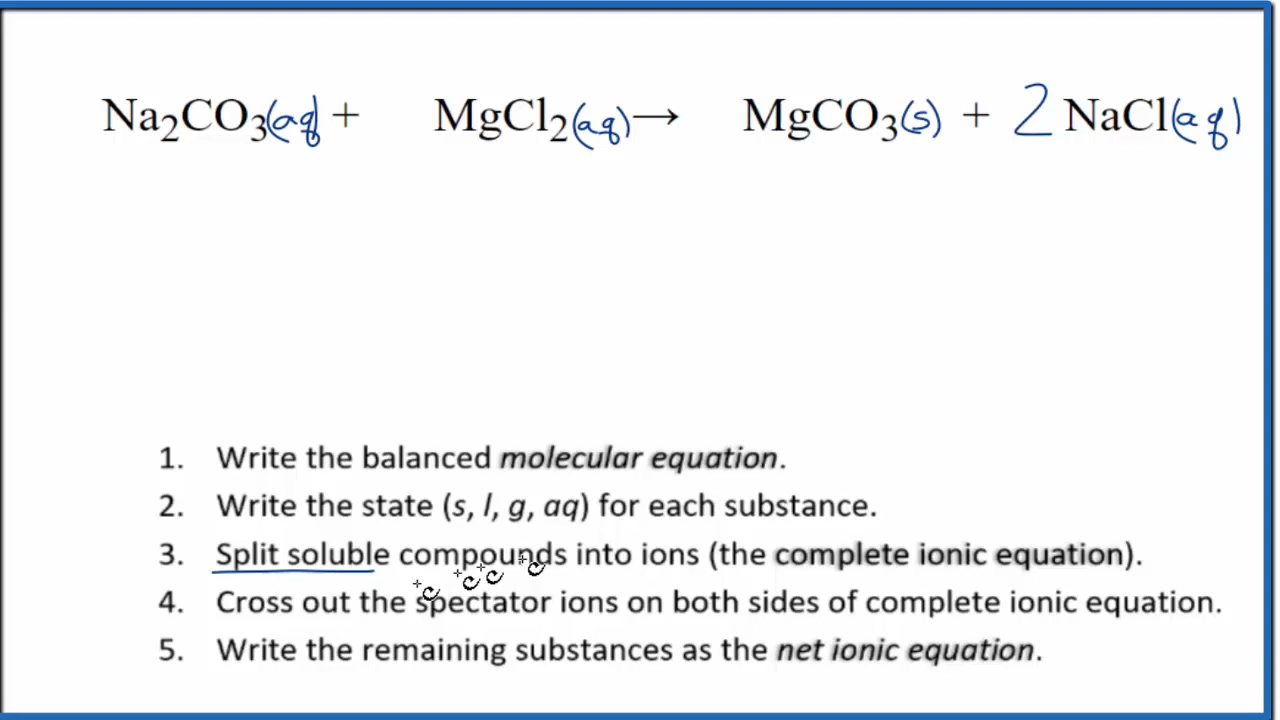 Na₂CO₃(aq) + MgCl₂(aq) → MgCO₃(s) + 2 NaCl(aq)
1. Write the balanced molecular equation.
2. Write the state (s, l, g, aq) for each substance.
3. Split soluble compounds into ions (the complete ionic equation).
4. Cross out the spectator ions on both sides of complete ionic equation.
5. Write the remaining substances as the net ionic equation.